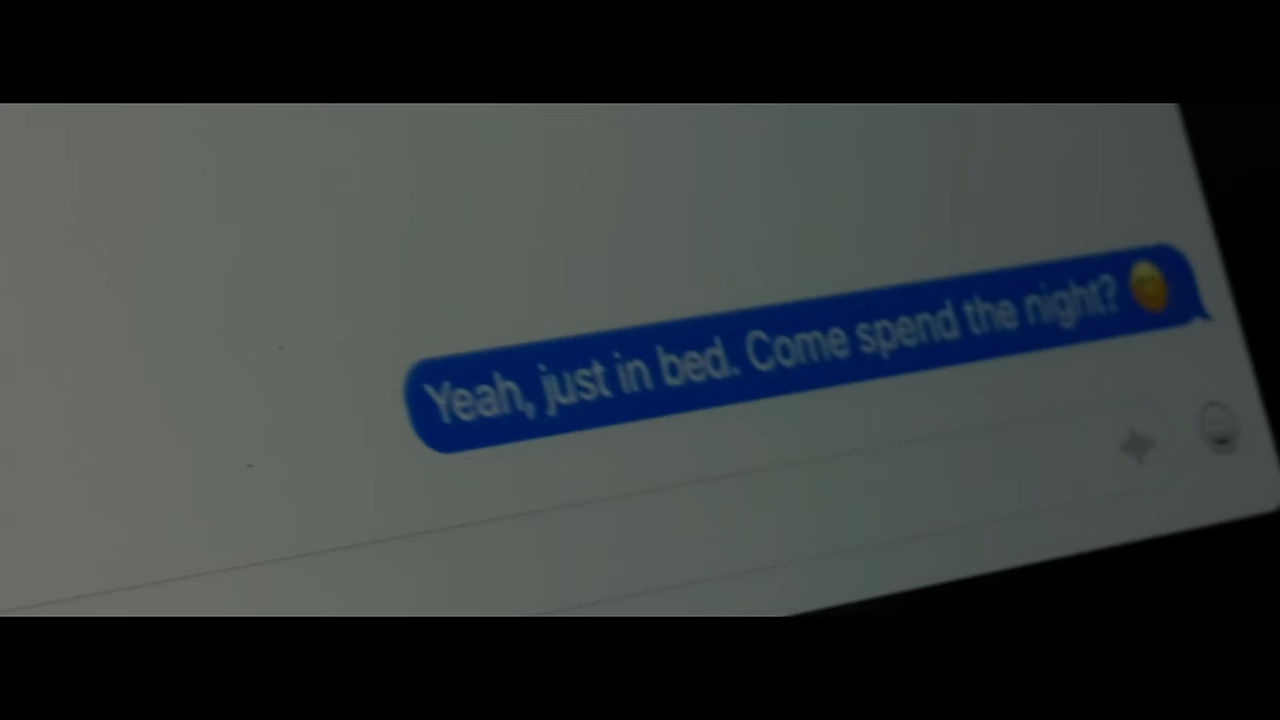 Yeah, just in bed. Come spend the night? 😊